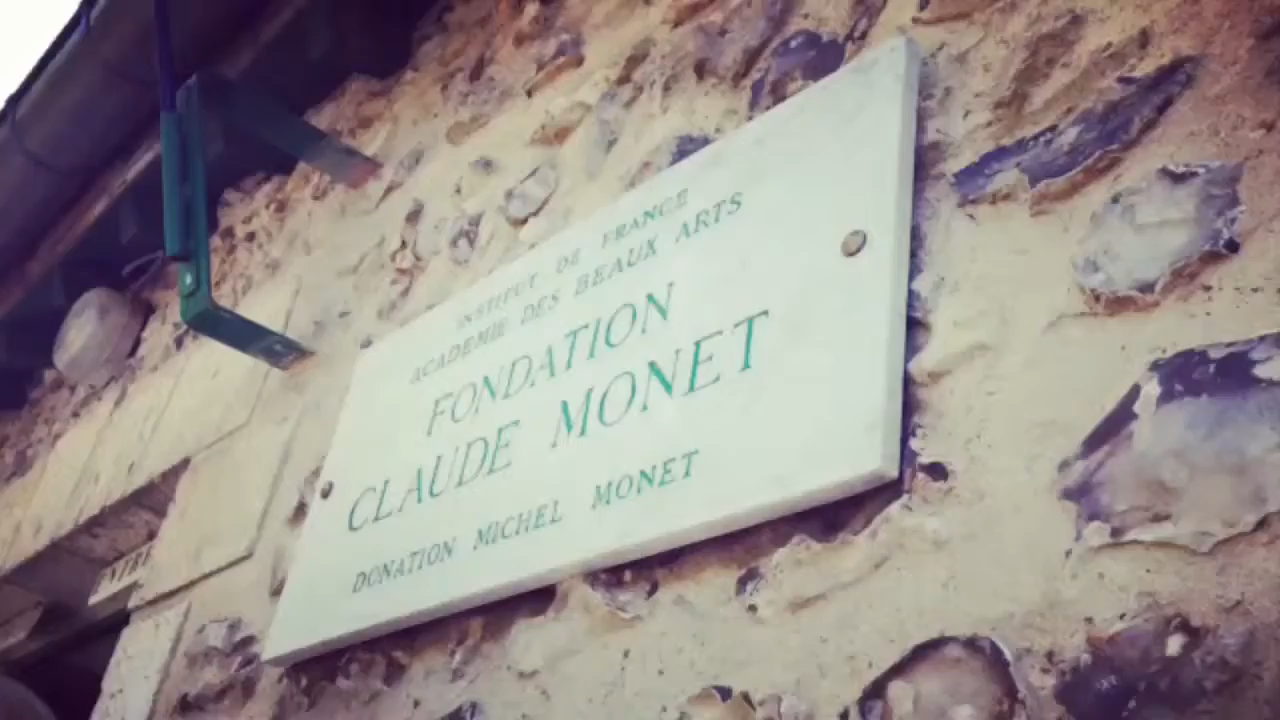 INSTITUT DE FRANCE
ACADEMIE DES BEAUX ARTS
FONDATION
CLAUDE MONET
DONATION MICHEL MONET